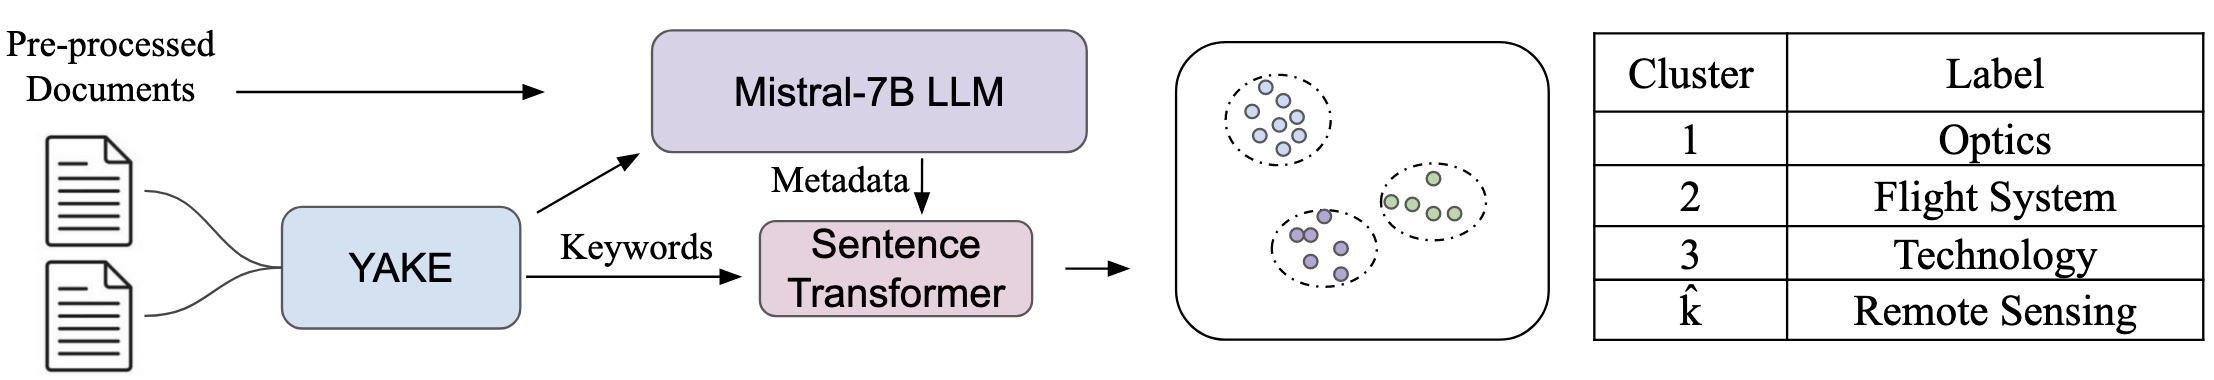 Pre-processed
Documents
Mistral-7B LLM
Metadata
YAKE
Keywords
Sentence
Transformer
Cluster Label
1 Optics
2 Flight System
3 Technology
k̂ Remote Sensing